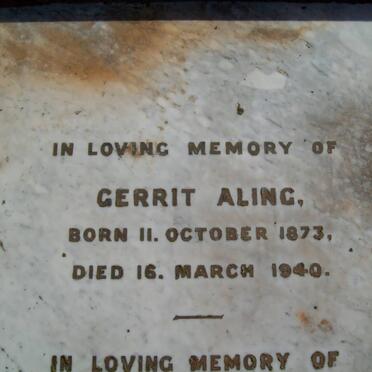 IN LOVING MEMORY OF
GERRIT ALING,
BORN 11. OCTOBER 1873,
DIED 16. MARCH 1940.
IN LOVING MEMORY OF